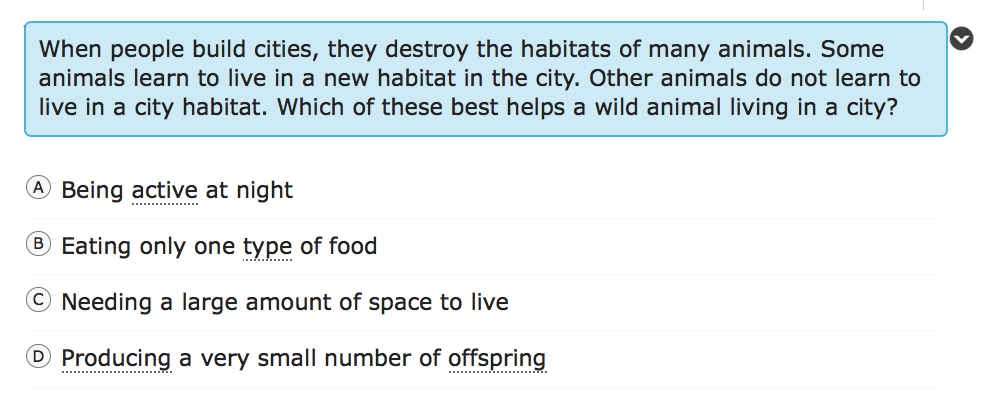 When people build cities, they destroy the habitats of many animals. Some
animals learn to live in a new habitat in the city. Other animals do not learn to
live in a city habitat. Which of these best helps a wild animal living in a city?
A Being active at night
B Eating only one type of food
C Needing a large amount of space to live
D Producing a very small number of offspring